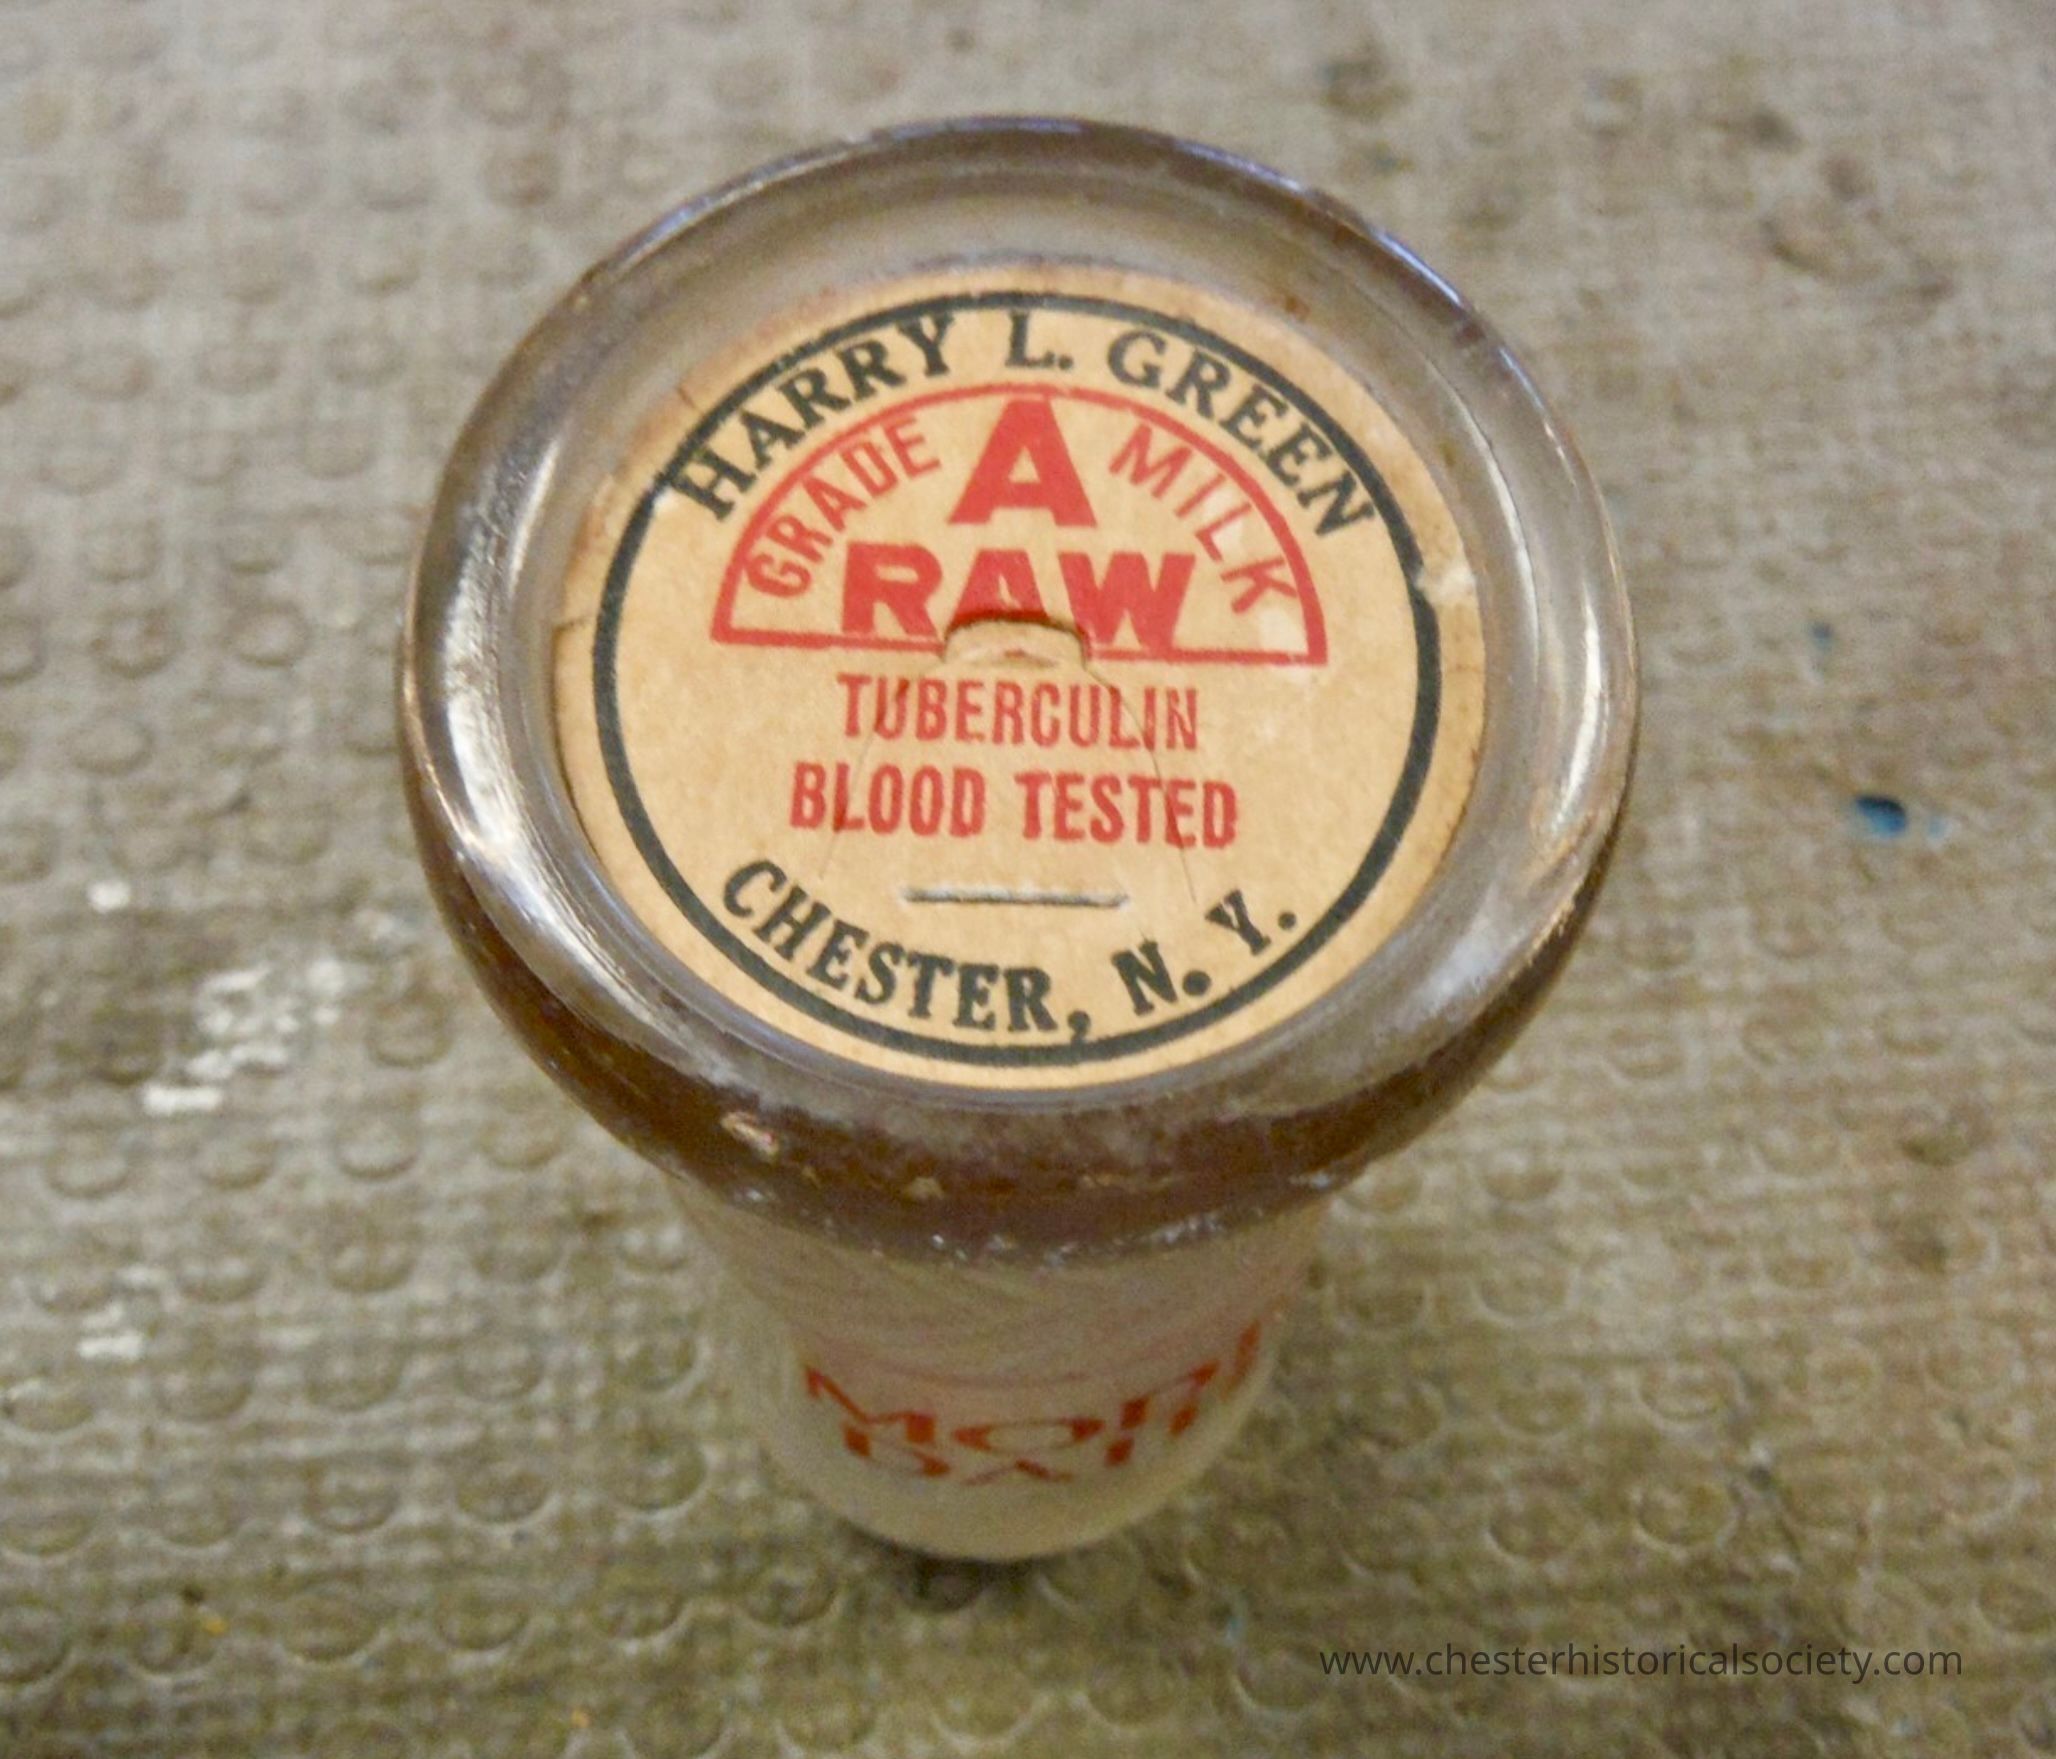 HARRY L. GREEN
GRADE A MILK
RAW
TUBERCULIN
BLOOD TESTED
CHESTER, N. Y.
www.chesterhistoricalsociety.com